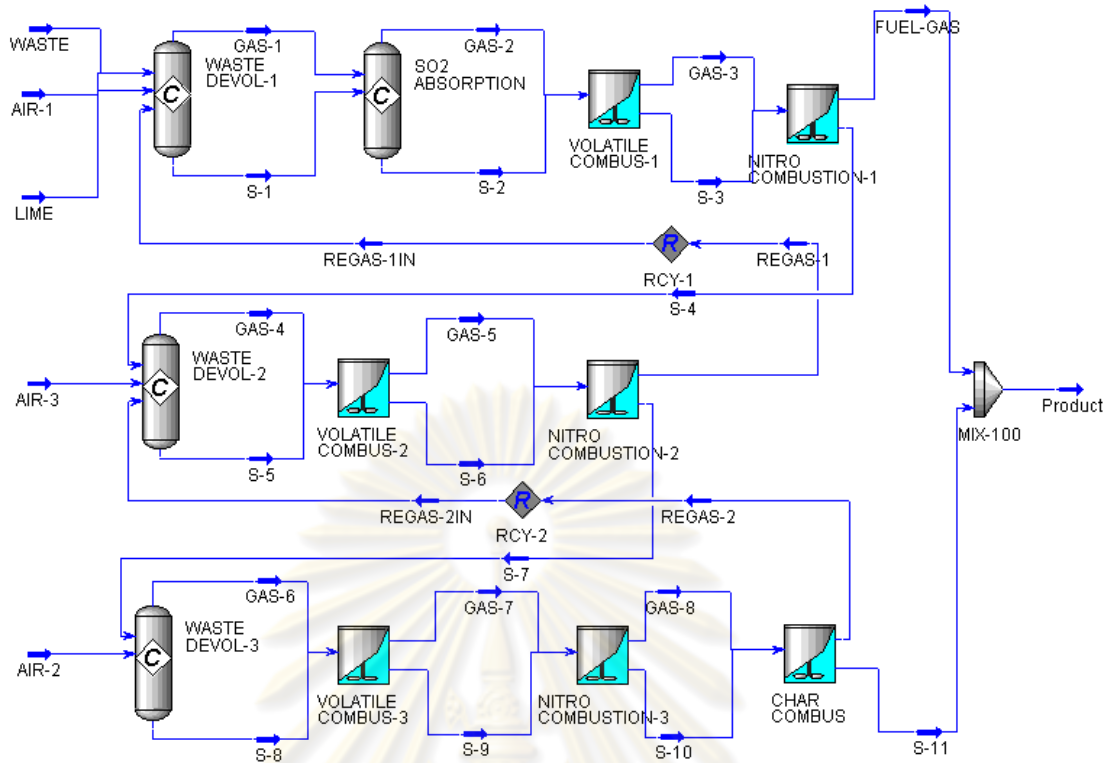 FUEL-GAS
WASTE
GAS-1
GAS-2
WASTE
DEVOL-1
SO2
ABSORPTION
GAS-3
C
C
AIR-1
VOLATILE
COMBUS-1
NITRO
COMBUSTION-1
S-1
S-2
S-3
LIME
REGAS-1IN
R
RCY-1
REGAS-1
S-4
GAS-4
GAS-5
WASTE
DEVOL-2
C
AIR-3
VOLATILE
COMBUS-2
NITRO
COMBUSTION-2
Product
MIX-100
S-5
S-6
REGAS-2IN
R
RCY-2
REGAS-2
S-7
GAS-6
GAS-7
GAS-8
WASTE
DEVOL-3
C
AIR-2
VOLATILE
COMBUS-3
NITRO
COMBUSTION-3
CHAR
COMBUS
S-8
S-9
S-10
S-11